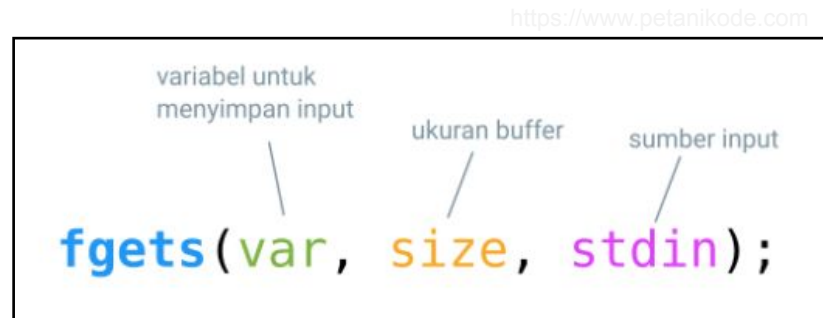 https://www.petanikode.com
variabel untuk
menyimpan input
ukuran buffer
sumber input
fgets(var, size, stdin);